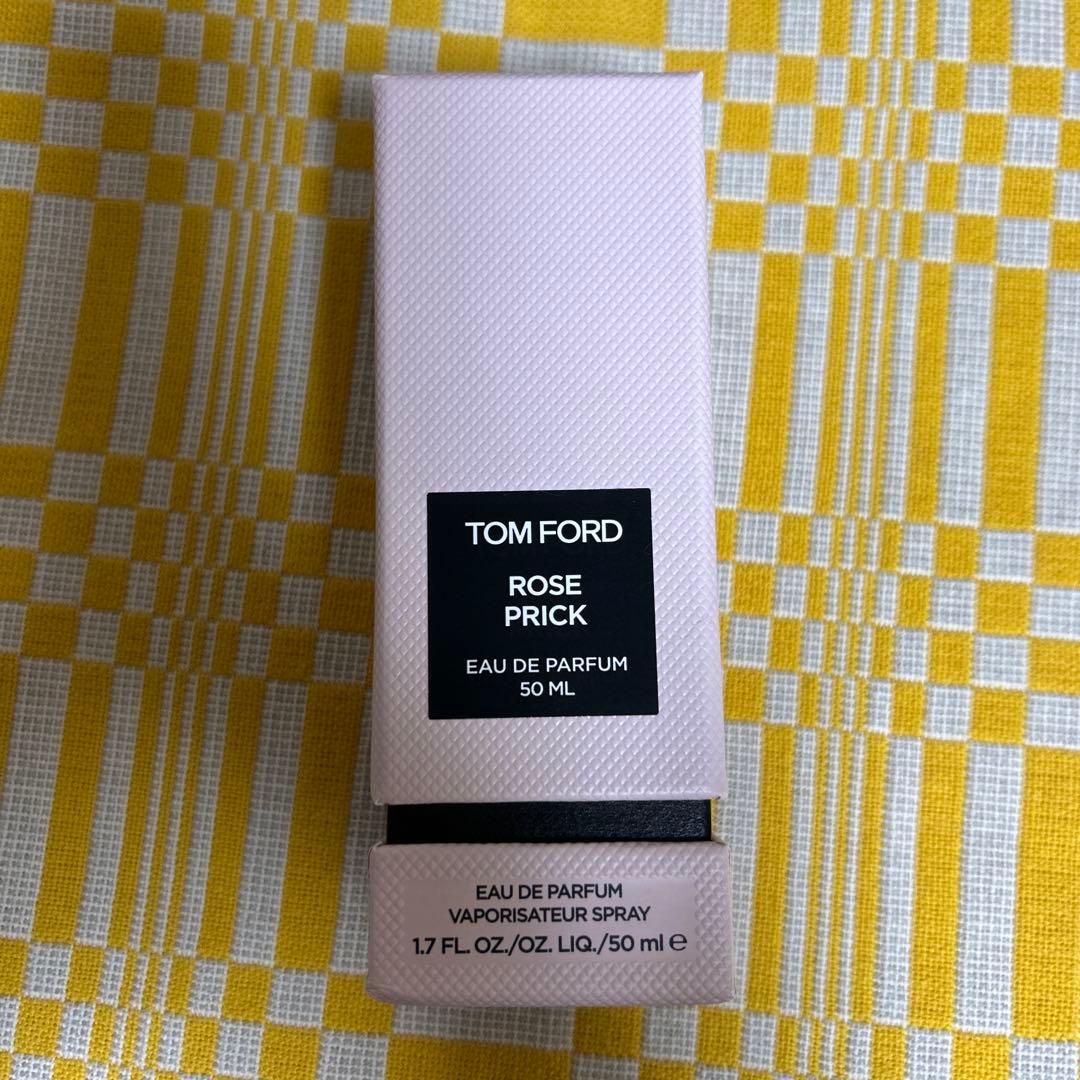 TOM FORD
ROSE
PRICK
EAU DE PARFUM
50 ML
EAU DE PARFUM
VAPORISATEUR SPRAY
1.7 FL. OZ./OZ. LIQ./50 ml ℮